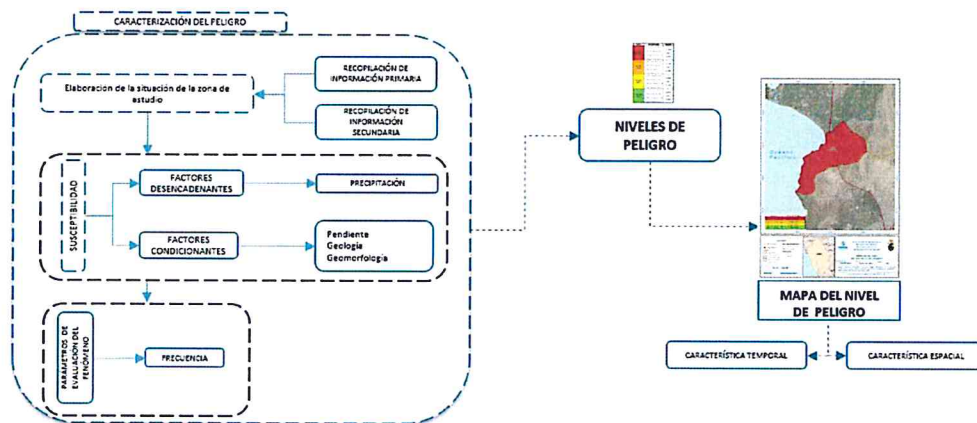 CARACTERIZACIÓN DEL PELIGRO
RECOPILACIÓN DE
INFORMACIÓN PRIMARIA
Elaboración de la situación de la zona de
estudio
RECOPILACIÓN DE
INFORMACIÓN
SECUNDARIA
SUSCEPTIBILIDAD
FACTORES
DESENCADENANTES
PRECIPITACIÓN
FACTORES
CONDICIONANTES
Pendiente
Geología
Geomorfología
PARÁMETROS DE
EVALUACIÓN DEL
FENÓMENO
FRECUENCIA
NIVELES DE
PELIGRO
MAPA DEL NIVEL
DE PELIGRO
CARACTERÍSTICA TEMPORAL
CARACTERÍSTICA ESPACIAL